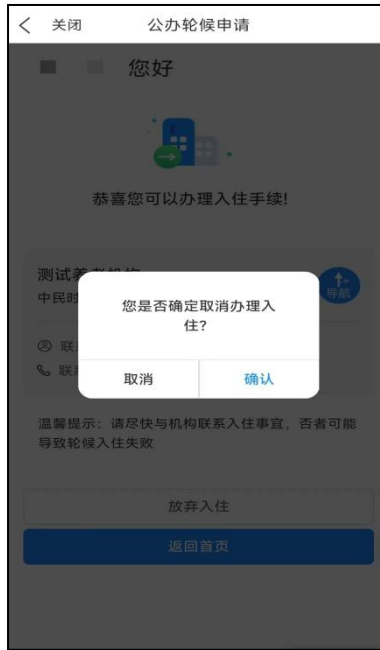 关闭
公办轮候申请
您好
恭喜您可以办理入住手续!
测试养老机构
中民时
导航
联
联
您是否确定取消办理入
住?
取消
确认
温馨提示：请尽快与机构联系入住事宜，否者可能
导致轮候入住失败
放弃入住
返回首页